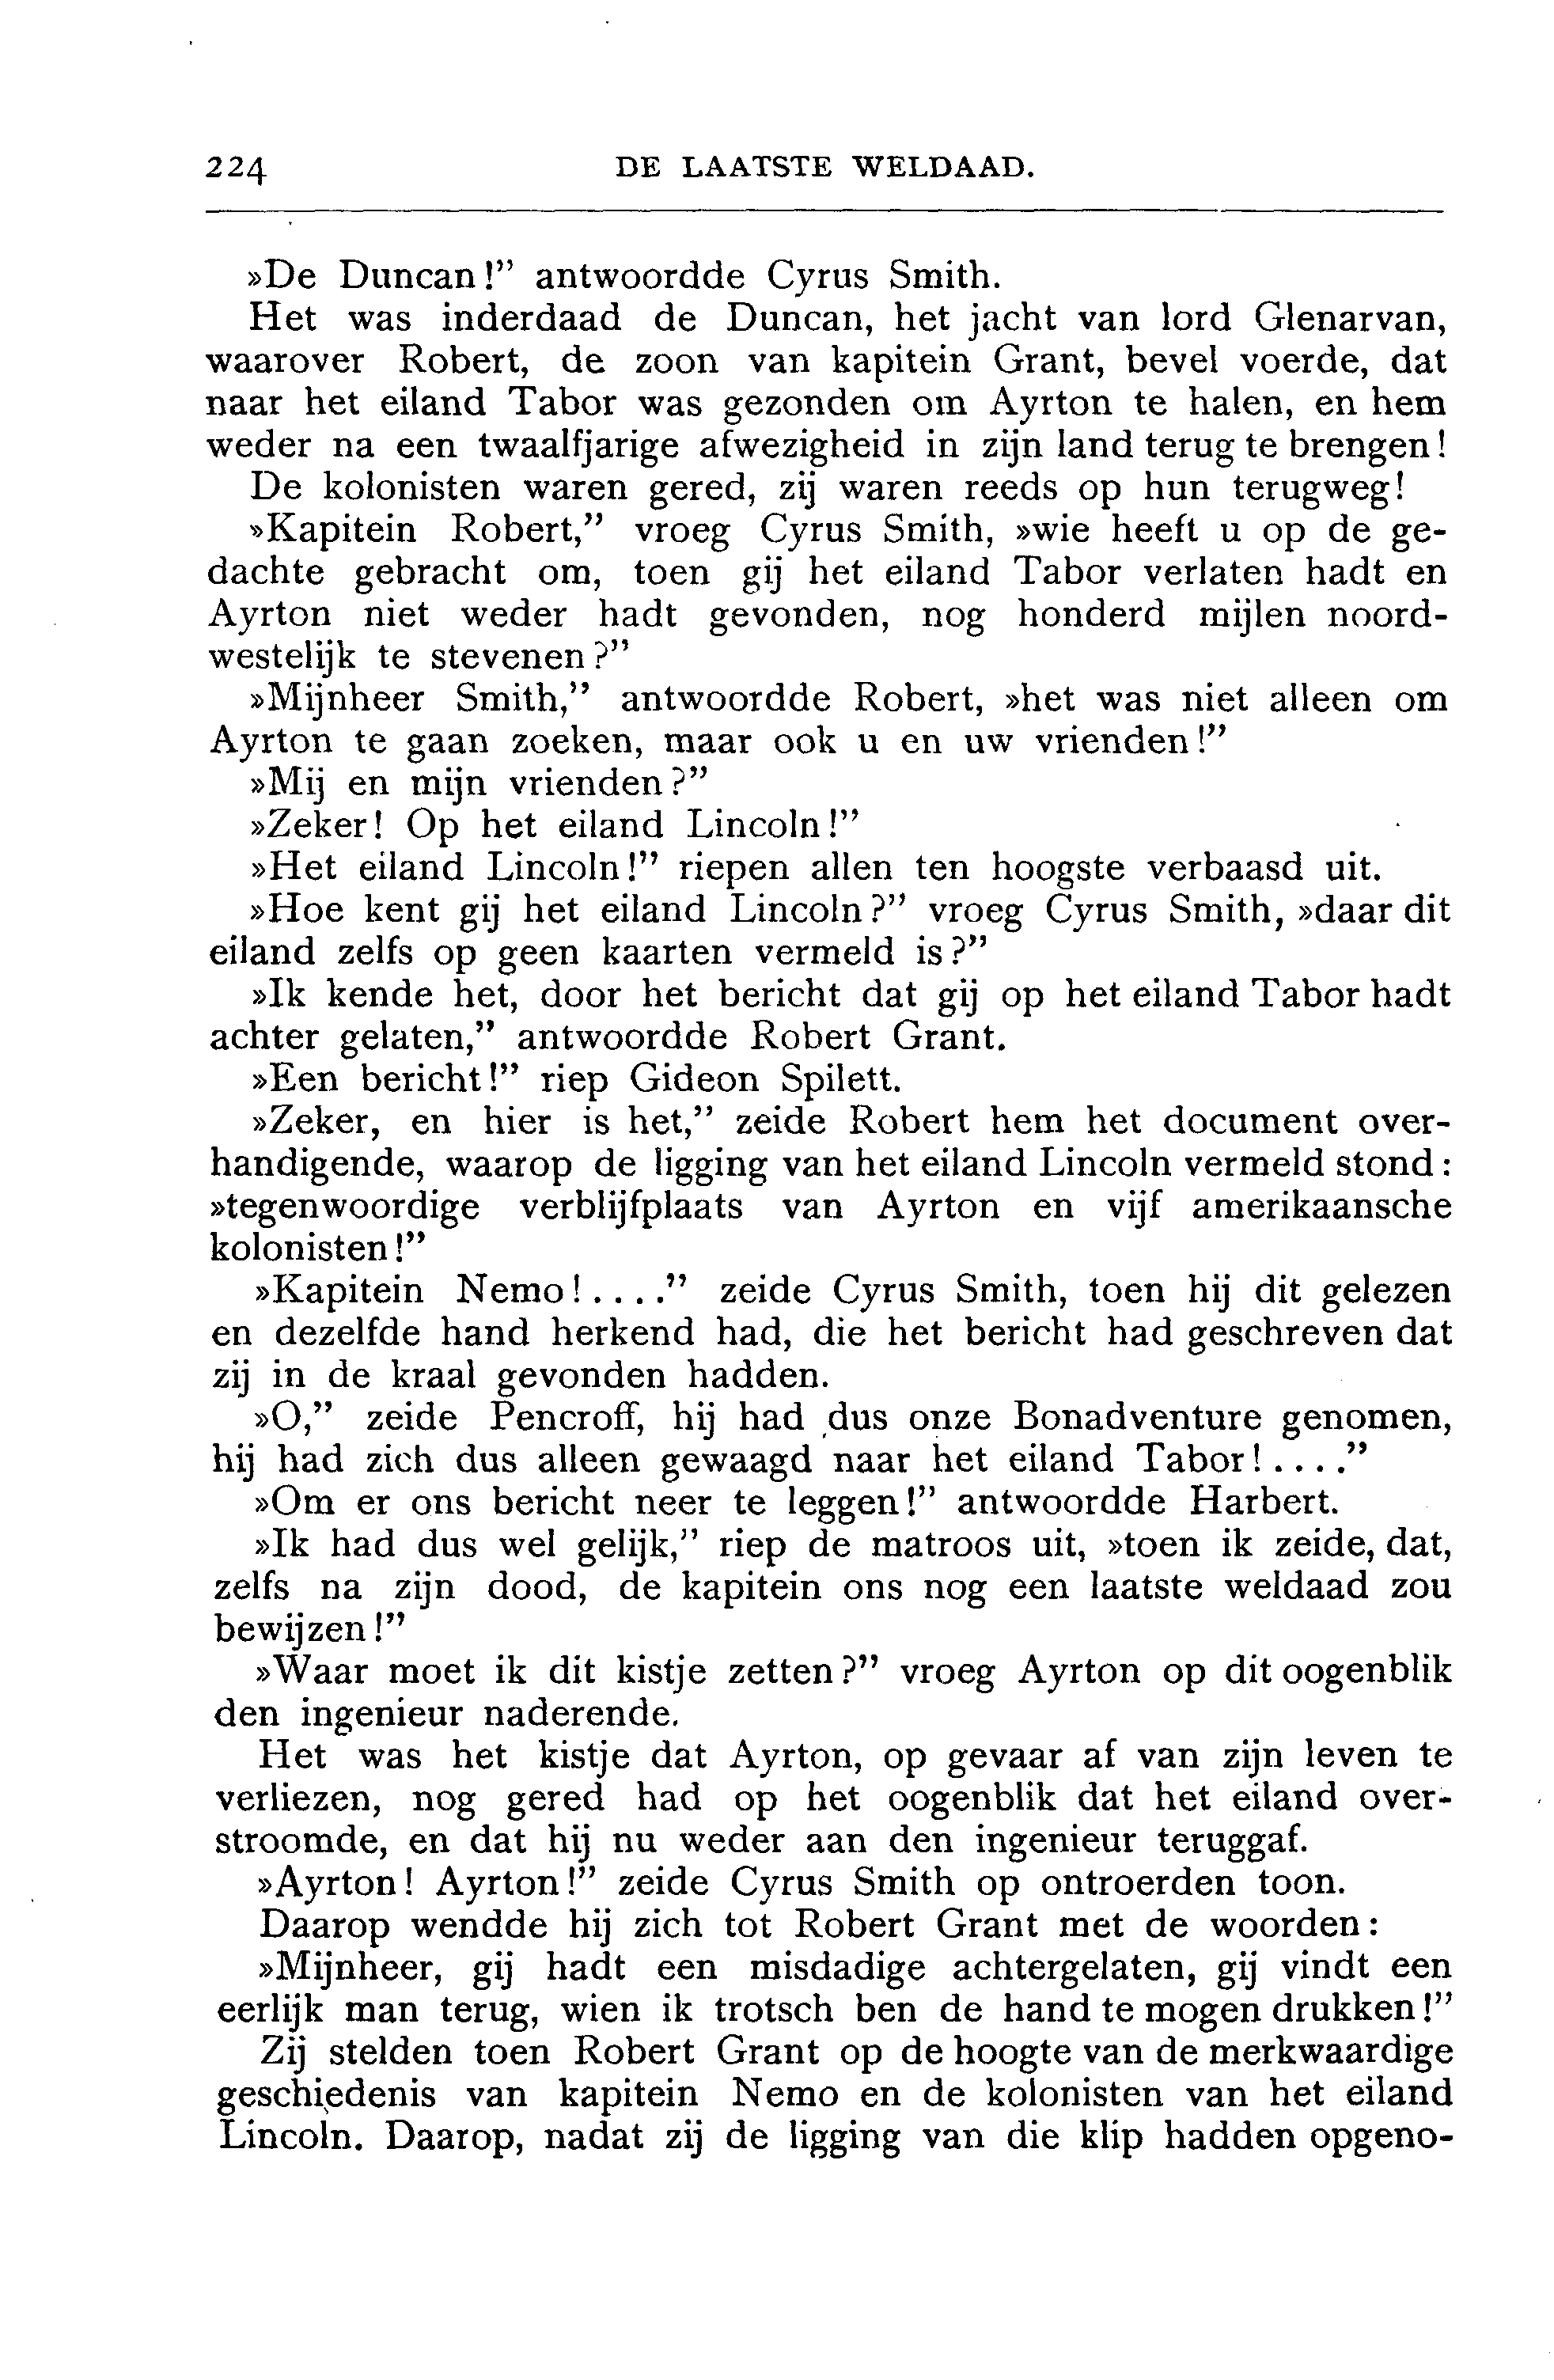 224 DE LAATSTE WELDAAD.
»De Duncan!” antwoordde Cyrus Smith.
Het was inderdaad de Duncan, het jacht van lord Glenarvan,
waarover Robert, de zoon van kapitein Grant, bevel voerde, dat
naar het eiland Tabor was gezonden om Ayrton te halen, en hem
weder na een twaalfjarige afwezigheid in zijn land terug te brengen!
De kolonisten waren gered, zij waren reeds op hun terugweg!
»Kapitein Robert,” vroeg Cyrus Smith, »wie heeft u op de ge-
dachte gebracht om, toen gij het eiland Tabor verlaten hadt en
Ayrton niet weder hadt gevonden, nog honderd mijlen noord-
westelijk te stevenen?”
»Mijnheer Smith,” antwoordde Robert, »het was niet alleen om
Ayrton te gaan zoeken, maar ook u en uw vrienden!”
»Mij en mijn vrienden?”
»Zeker! Op het eiland Lincoln!”
»Het eiland Lincoln!” riepen allen ten hoogste verbaasd uit.
»Hoe kent gij het eiland Lincoln?” vroeg Cyrus Smith, »daar dit
eiland zelfs op geen kaarten vermeld is?”
»Ik kende het, door het bericht dat gij op het eiland Tabor hadt
achter gelaten,” antwoordde Robert Grant.
»Een bericht!” riep Gideon Spilett.
»Zeker, en hier is het,” zeide Robert hem het document over-
handigende, waarop de ligging van het eiland Lincoln vermeld stond:
»tegenwoordige verblijfplaats van Ayrton en vijf amerikaansche
kolonisten!”
»Kapitein Nemo!....” zeide Cyrus Smith, toen hij dit gelezen
en dezelfde hand herkend had, die het bericht had geschreven dat
zij in de kraal gevonden hadden.
»O,” zeide Pencroff, hij had dus onze Bonadventure genomen,
hij had zich dus alleen gewaagd naar het eiland Tabor!....”
»Om er ons bericht neer te leggen!” antwoordde Harbert.
»Ik had dus wel gelijk,” riep de matroos uit, »toen ik zeide, dat,
zelfs na zijn dood, de kapitein ons nog een laatste weldaad zou
bewijzen!”
»Waar moet ik dit kistje zetten?” vroeg Ayrton op dit oogenblik
den ingenieur naderende.
Het was het kistje dat Ayrton, op gevaar af van zijn leven te
verliezen, nog gered had op het oogenblik dat het eiland over-
stroomde, en dat hij nu weder aan den ingenieur teruggaf.
»Ayrton! Ayrton!” zeide Cyrus Smith op ontroerden toon.
Daarop wendde hij zich tot Robert Grant met de woorden:
»Mijnheer, gij hadt een misdadige achtergelaten, gij vindt een
eerlijk man terug, wien ik trotsch ben de hand te mogen drukken!”
Zij stelden toen Robert Grant op de hoogte van de merkwaardige
geschiedenis van kapitein Nemo en de kolonisten van het eiland
Lincoln. Daarop, nadat zij de ligging van die klip hadden opgeno-